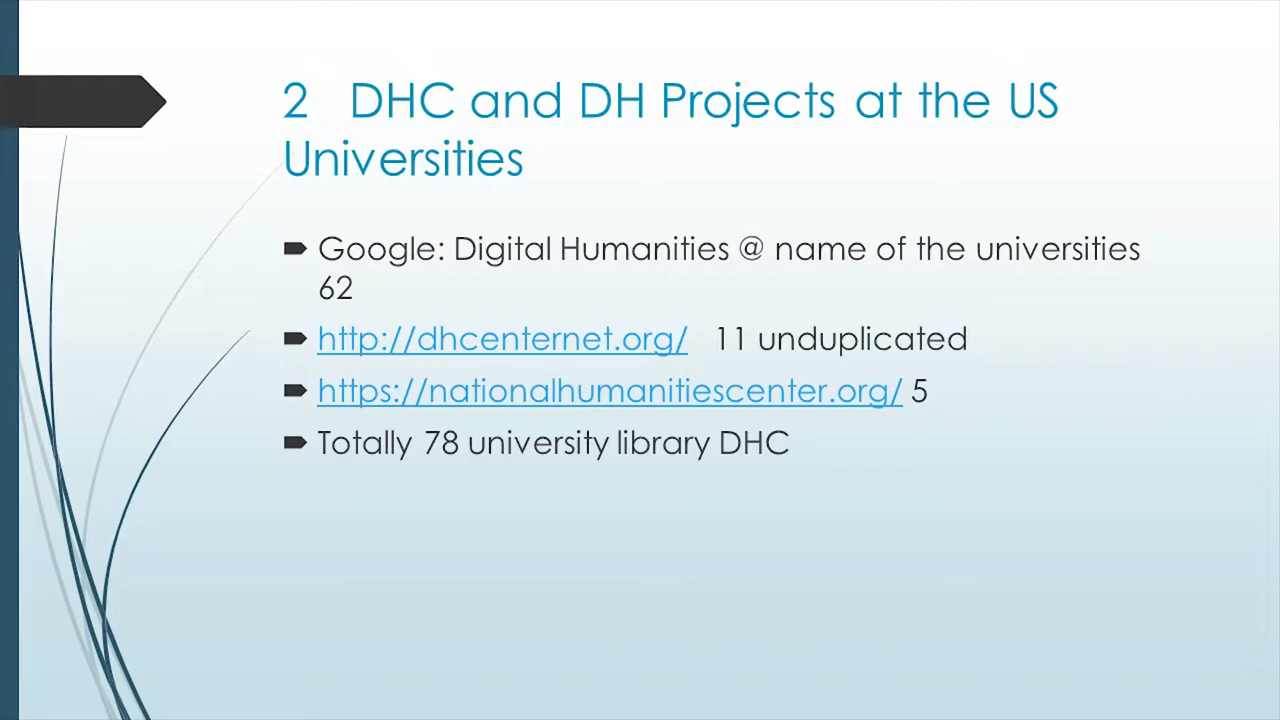 2 DHC and DH Projects at the US
Universities
Google: Digital Humanities @ name of the universities
62
http://dhcenternet.org/ 11 unduplicated
https://nationalhumanitiescenter.org/ 5
Totally 78 university library DHC